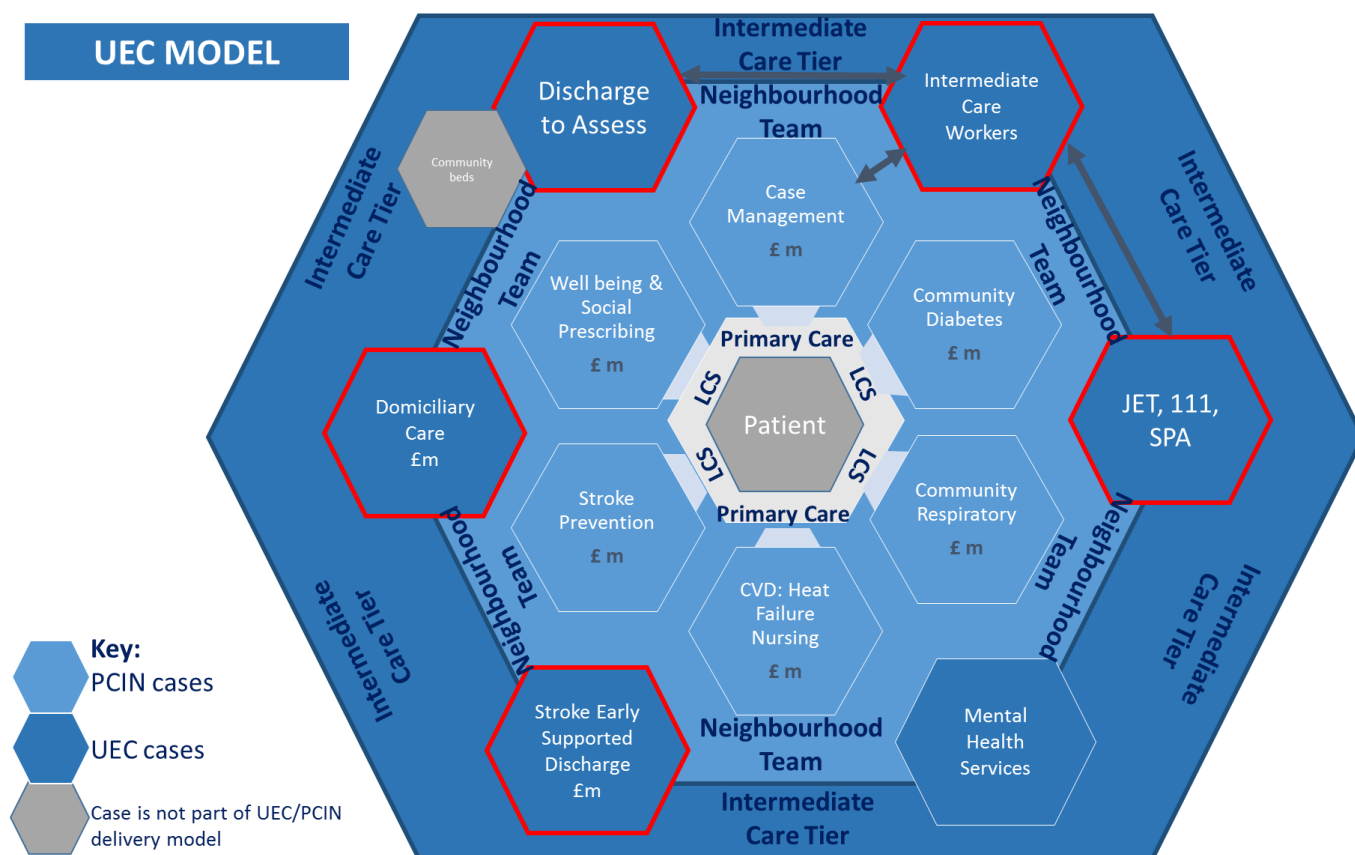 UEC MODEL
Intermediate
Care Tier
Neighbourhood
Team
Discharge
to Assess
Intermediate
Care
Workers
Community
beds
Intermediate
Care Tier
Intermediate
Care Tier
Neighbourhood
Team
Neighbourhood
Team
Case
Management
£ m
Well being &
Social
Prescribing
£ m
Community
Diabetes
£ m
Primary Care
LCS
LCS
Patient
LCS
LCS
Primary Care
Domiciliary
Care
£m
JET, 111,
SPA
Stroke
Prevention
£ m
Community
Respiratory
£ m
Neighbourhood
Team
Neighbourhood
Team
CVD: Heat
Failure
Nursing
£ m
Intermediate
Care Tier
Intermediate
Care Tier
Stroke Early
Supported
Discharge
£m
Neighbourhood
Team
Mental
Health
Services
Intermediate
Care Tier
Key:
PCIN cases
UEC cases
Case is not part of UEC/PCIN
delivery model